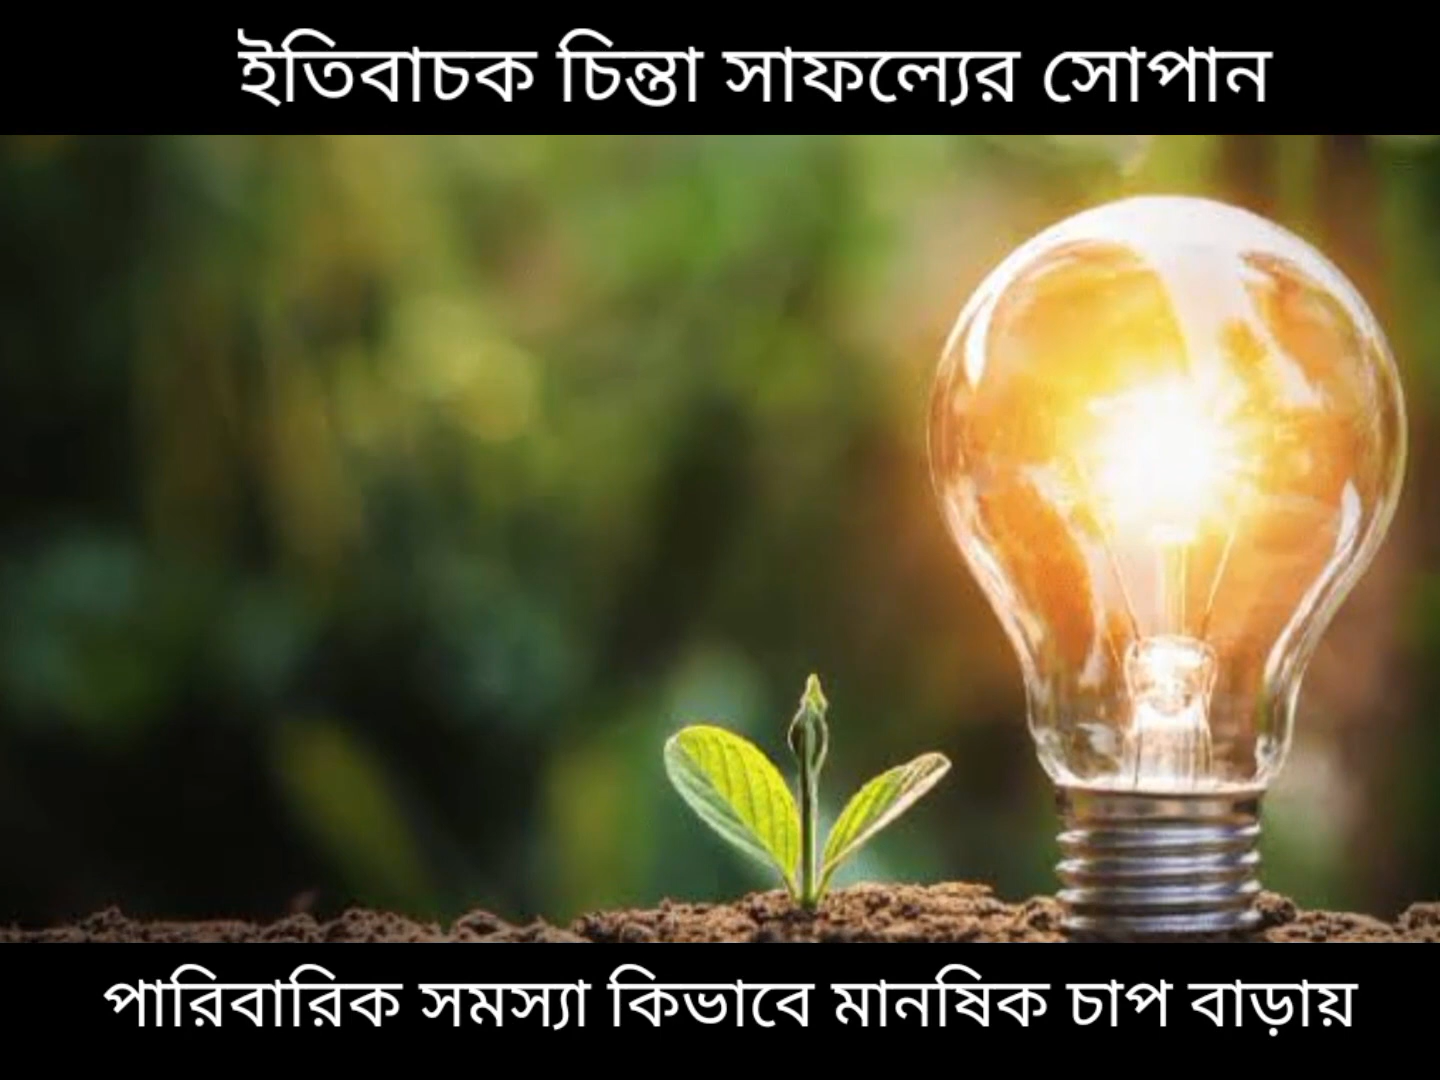 ইতিবাচক চিন্তা সাফল্যের সোপান
পারিবারিক সমস্যা কিভাবে মানষিক চাপ বাড়ায়